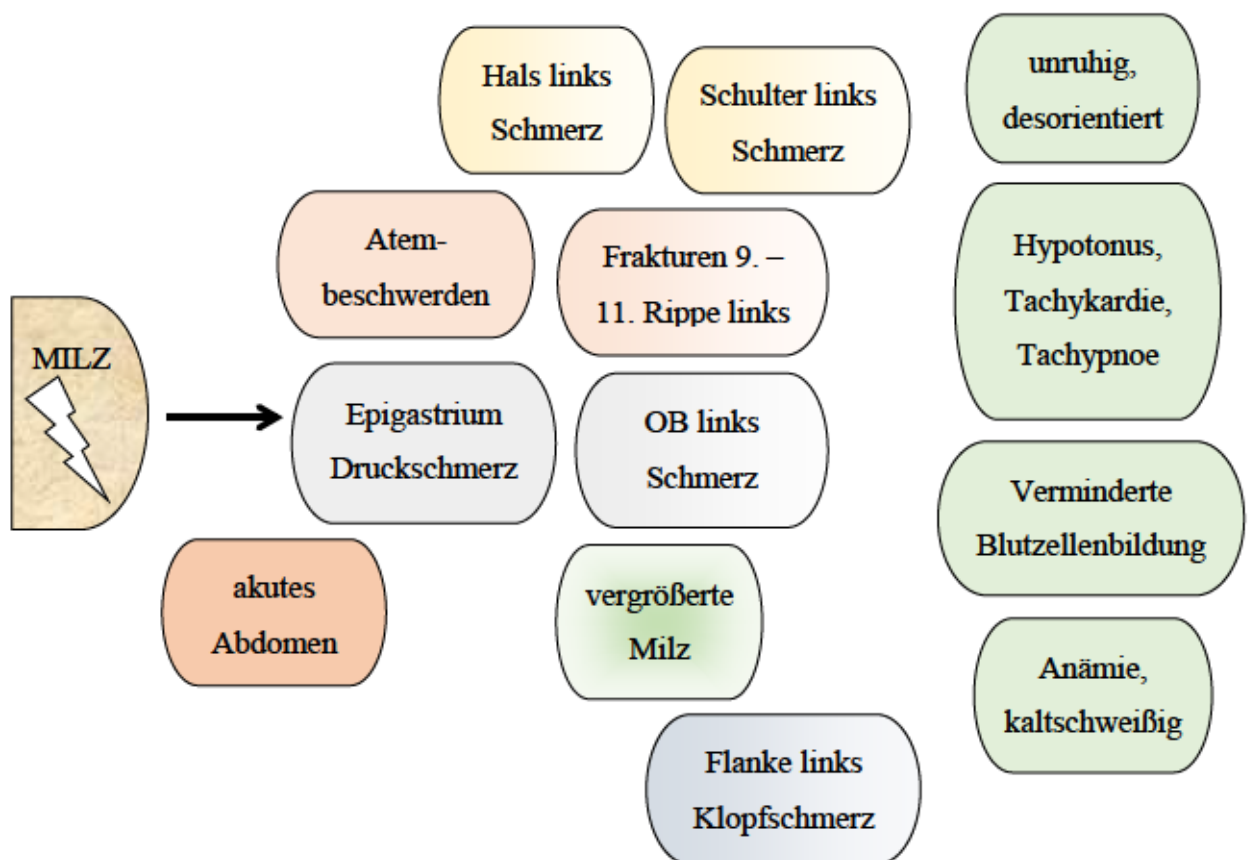 Hals links
Schmerz
Schulter links
Schmerz
unruhig,
desorientiert
Atem-
beschwerden
Frakturen 9. –
11. Rippe links
Hypotonus,
Tachykardie,
Tachypnoe
MILZ
Epigastrium
Druckschmerz
OB links
Schmerz
Verminderte
Blutzellenbildung
akutes
Abdomen
vergrößerte
Milz
Anämie,
kaltschweißig
Flanke links
Klopfschmerz